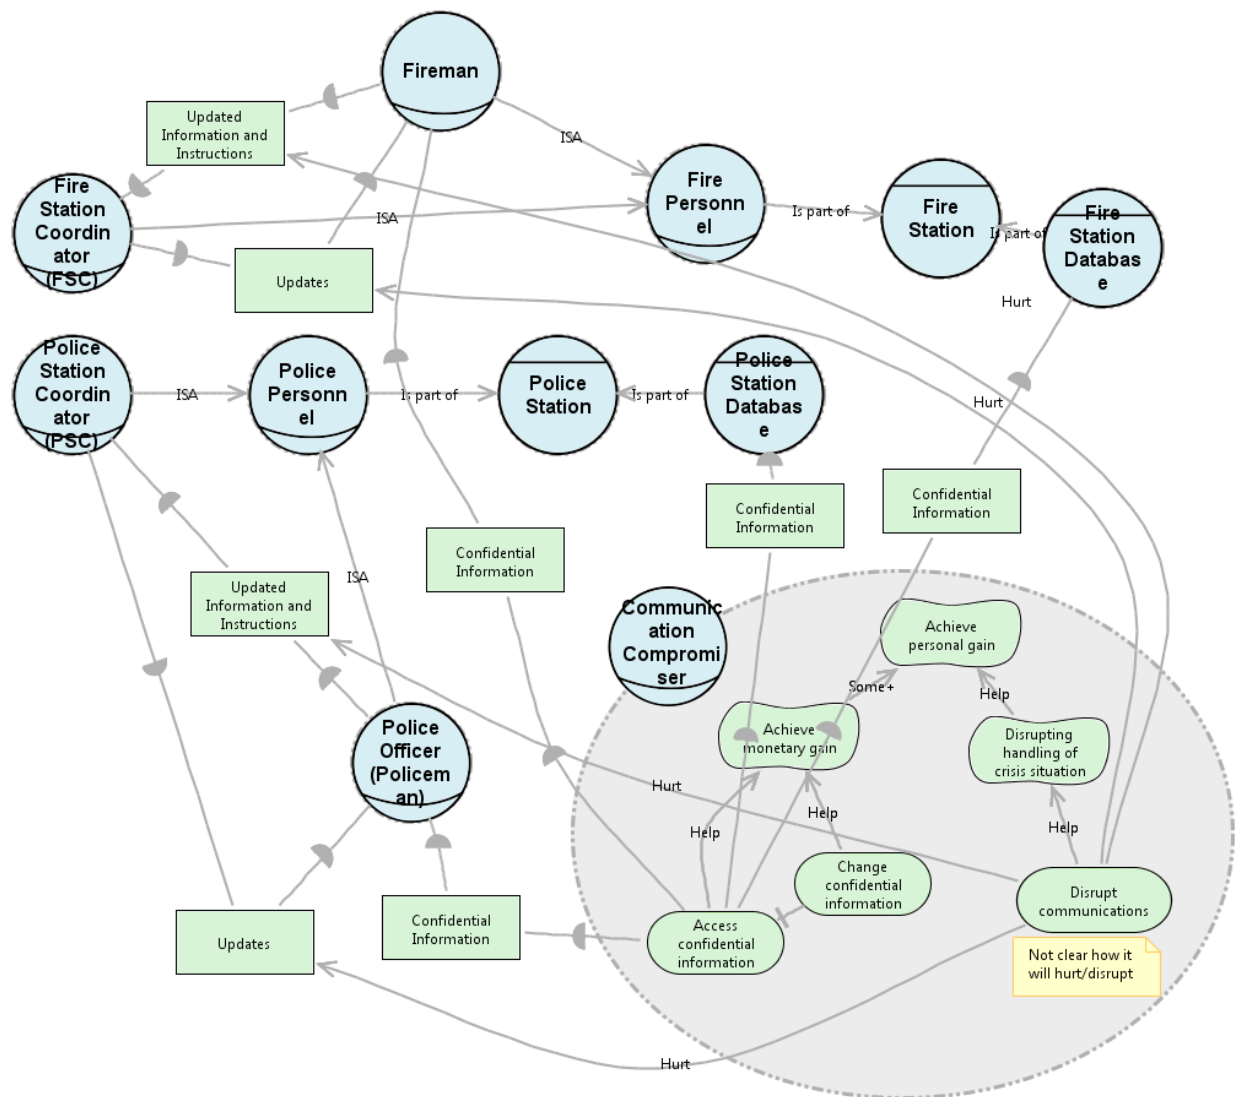 Fireman
Updated
Information and
Instructions
ISA
Fire
Personn
el
Fire
Station
Coordin
ator
(FSC)
ISA
Is part of
Fire
Station
Is part of
Fire
Station
Databas
e
Updates
Hurt
Police
Station
Coordin
ator
(PSC)
ISA
Police
Personn
el
Is part of
Police
Station
Is part of
Police
Station
Databas
e
Hurt
Confidential
Information
Confidential
Information
Confidential
Information
Updated
Information and
Instructions
ISA
Communic
ation
Compromi
ser
Achieve
personal gain
Some+
Help
Achieve
monetary gain
Disrupting
handling of
crisis situation
Police
Officer
(Policem
an)
Hurt
Help
Help
Help
Change
confidential
information
Disrupt
communications
Updates
Confidential
Information
Access
confidential
information
Not clear how it
will hurt/disrupt
Hurt